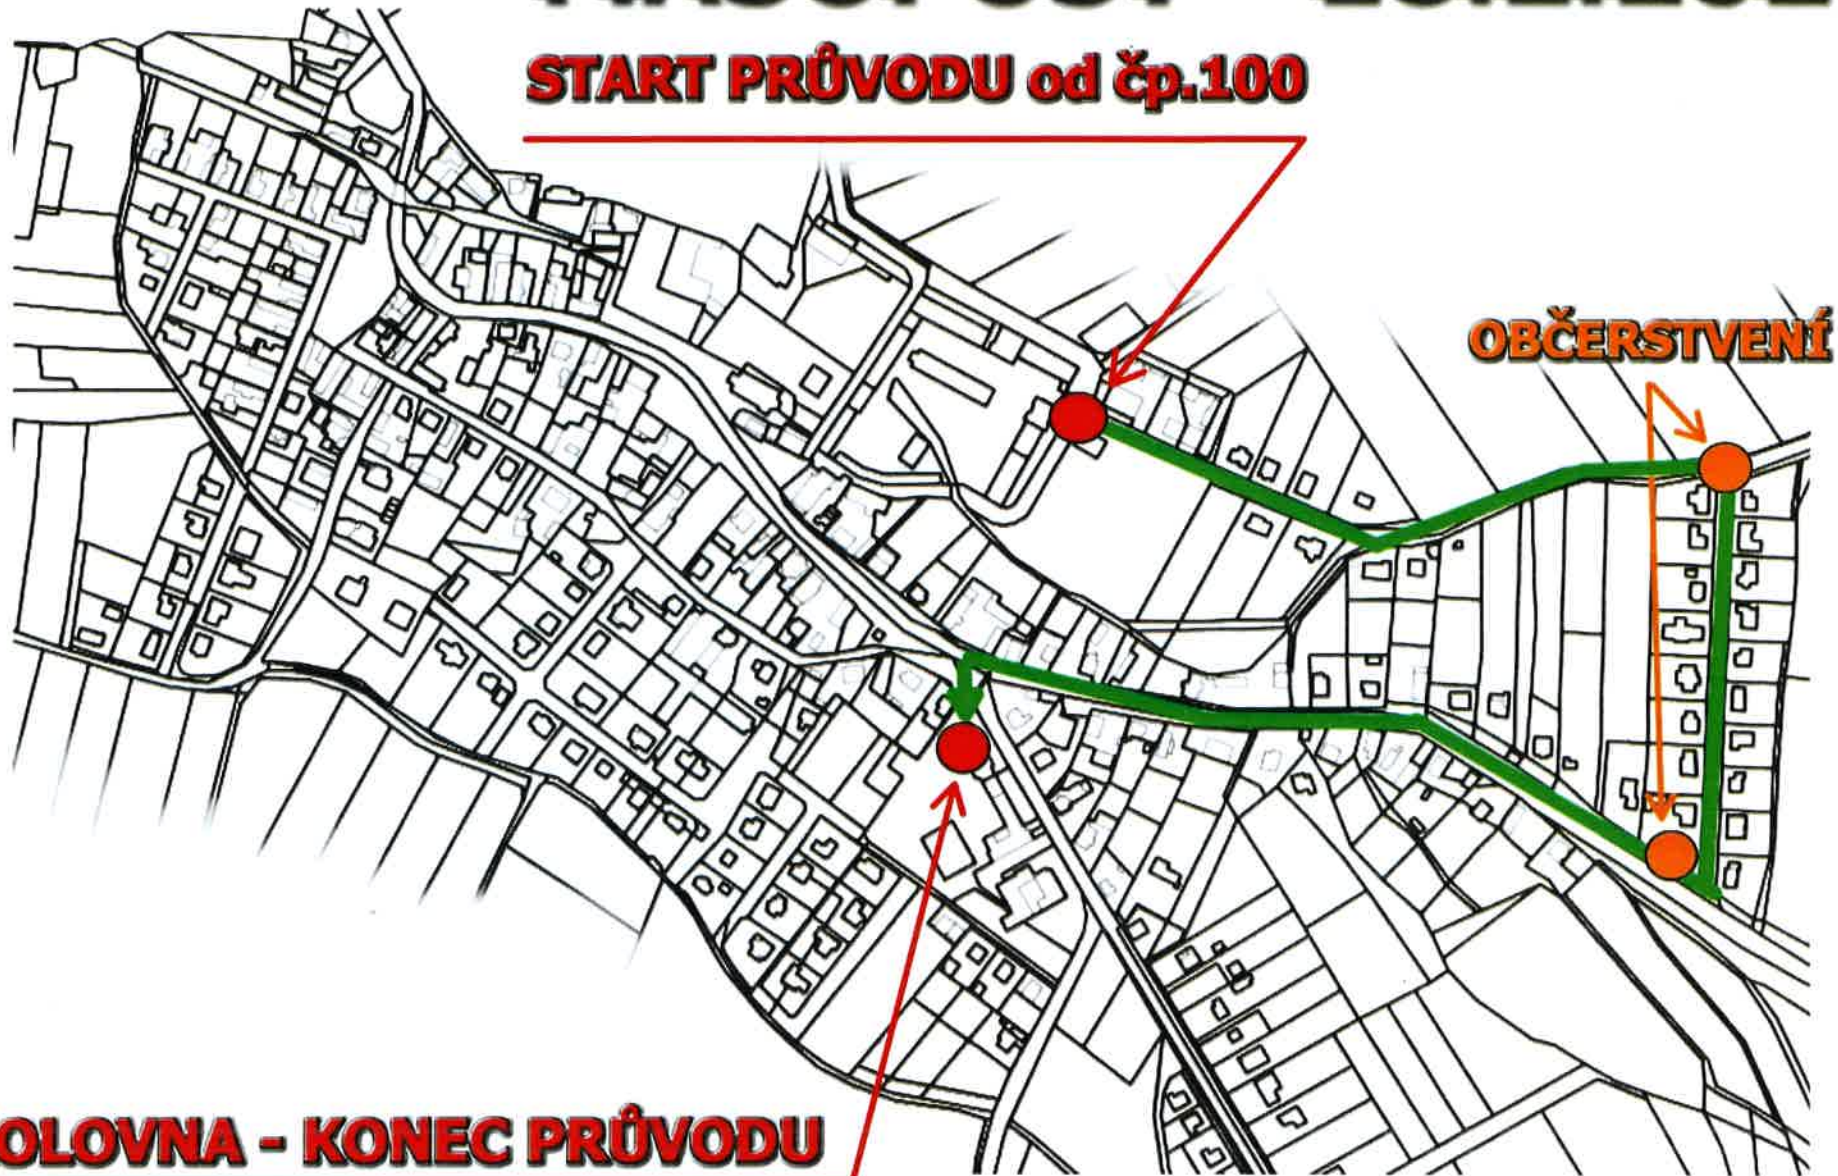 START PRŮVODU od čp.100
OBČERSTVENÍ
OLOVNA - KONEC PRŮVODU